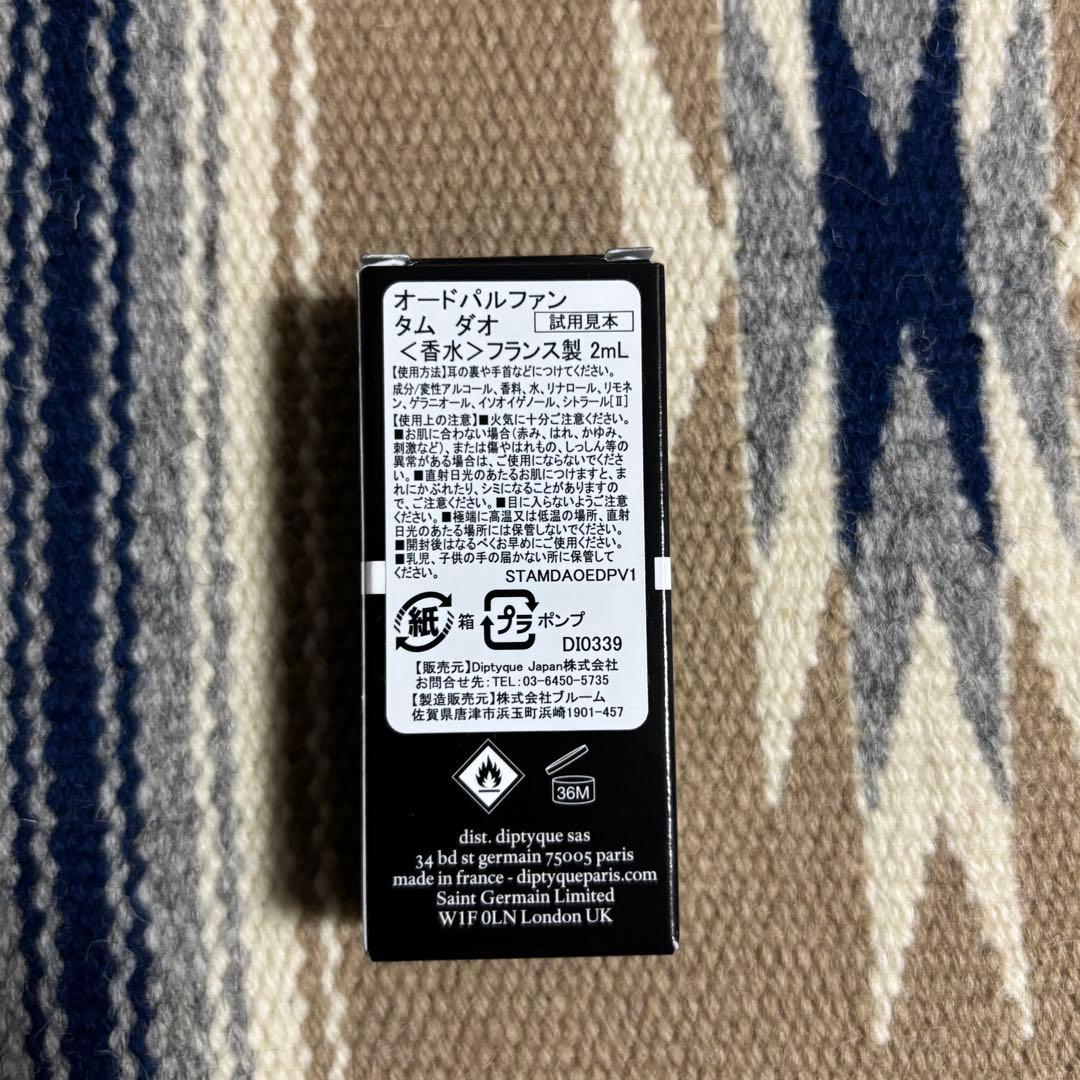 オードパルファン
タム ダオ 試用見本
＜香水＞フランス製 2mL
【使用方法】耳の裏や手首などにつけてください。
成分/変性アルコール、香料、水、リナロール、リモネ
ン、ゲラニオール、イソオイゲノール、シトラール[Ⅱ]
【使用上の注意】■火気に十分ご注意ください。
■お肌に合わない場合(赤み、はれ、かゆみ、
刺激など)、または傷やはれもの、しっしん等の
異常がある場合は、ご使用にならないでくださ
い。■直射日光のあたるお肌につけますと、ま
れにかぶれたり、シミになることがありますの
で、ご注意ください。■目に入らないようご注意
ください。■極端に高温又は低温の場所、直射
日光のあたる場所には保管しないでください。
■開封後はなるべくお早めにご使用ください。
■乳児、子供の手の届かない所に保管して
ください。 STAMDAOEDPV1
紙 箱 プラ ポンプ
DI0339
【販売元】Diptyque Japan株式会社
お問合せ先:TEL:03-6450-5735
【製造販売元】株式会社ブルーム
佐賀県唐津市浜玉町浜崎1901-457
36M
dist. diptyque sas
34 bd st germain 75005 paris
made in france - diptyqueparis.com
Saint Germain Limited
W1F 0LN London UK